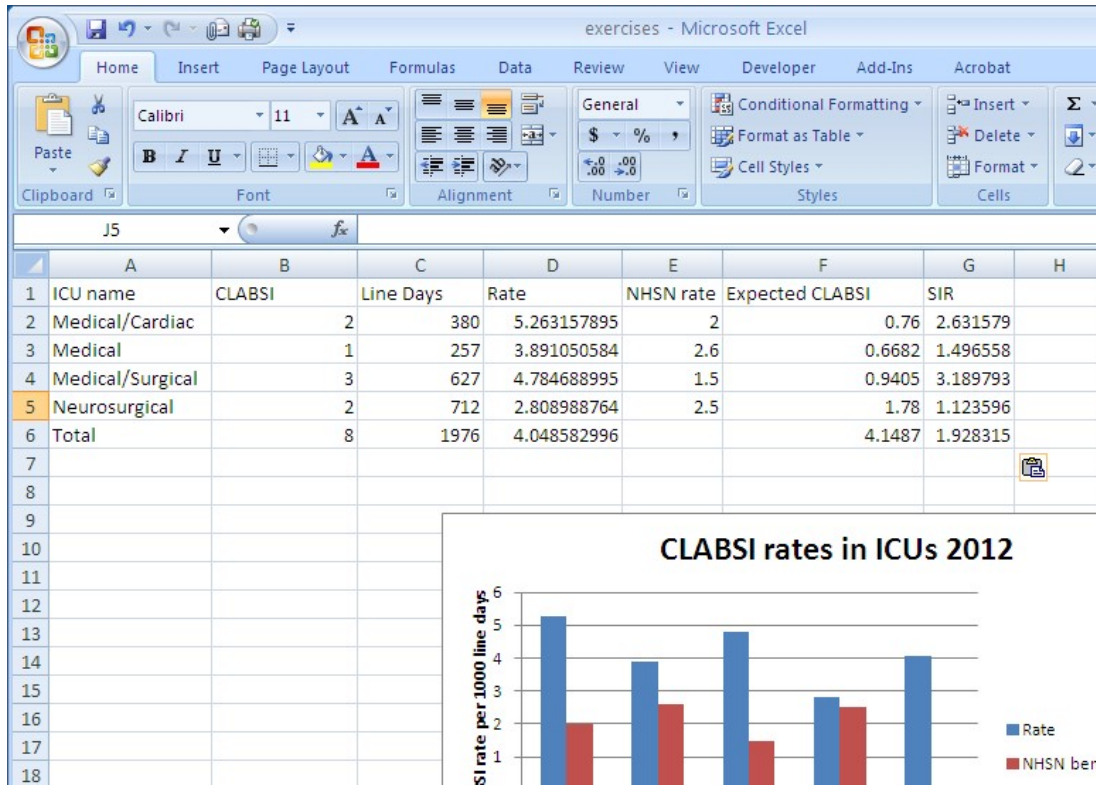 exercises - Microsoft Excel
Home Insert Page Layout Formulas Data Review View Developer Add-Ins Acrobat
Calibri 11 A A General Conditional Formatting Insert Σ
Paste B I U A $ % , Format as Table Delete
.0 .00 .00 .0 Cell Styles Format
Clipboard Font Alignment Number Styles Cells
J5 fx
A B C D E F G H
1 ICU name CLABSI Line Days Rate NHSN rate Expected CLABSI SIR
2 Medical/Cardiac 2 380 5.263157895 2 0.76 2.631579
3 Medical 1 257 3.891050584 2.6 0.6682 1.496558
4 Medical/Surgical 3 627 4.784688995 1.5 0.9405 3.189793
5 Neurosurgical 2 712 2.808988764 2.5 1.78 1.123596
6 Total 8 1976 4.048582996 4.1487 1.928315
7
8
9
10
11
12
13
14
15
16
17
18
CLABSI rates in ICUs 2012
SI rate per 1000 line days
6
5
4
3
2
1
Rate
NHSN ber